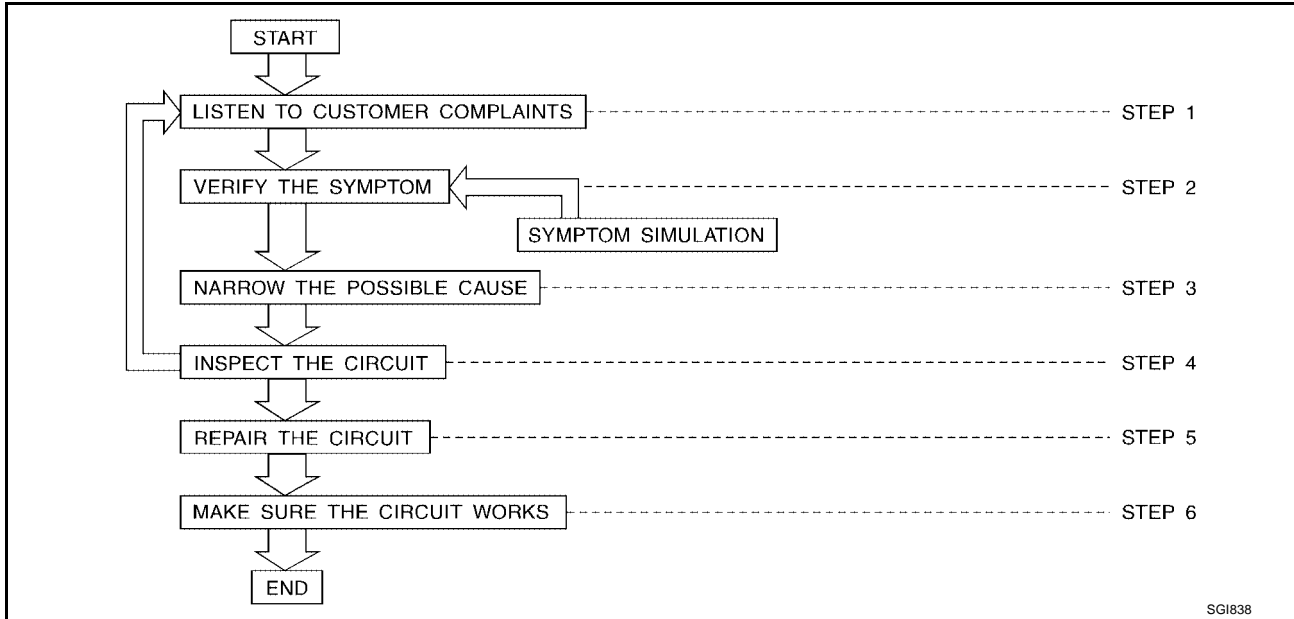 START
LISTEN TO CUSTOMER COMPLAINTS
STEP 1
VERIFY THE SYMPTOM
STEP 2
SYMPTOM SIMULATION
NARROW THE POSSIBLE CAUSE
STEP 3
INSPECT THE CIRCUIT
STEP 4
REPAIR THE CIRCUIT
STEP 5
MAKE SURE THE CIRCUIT WORKS
STEP 6
END
SGI838